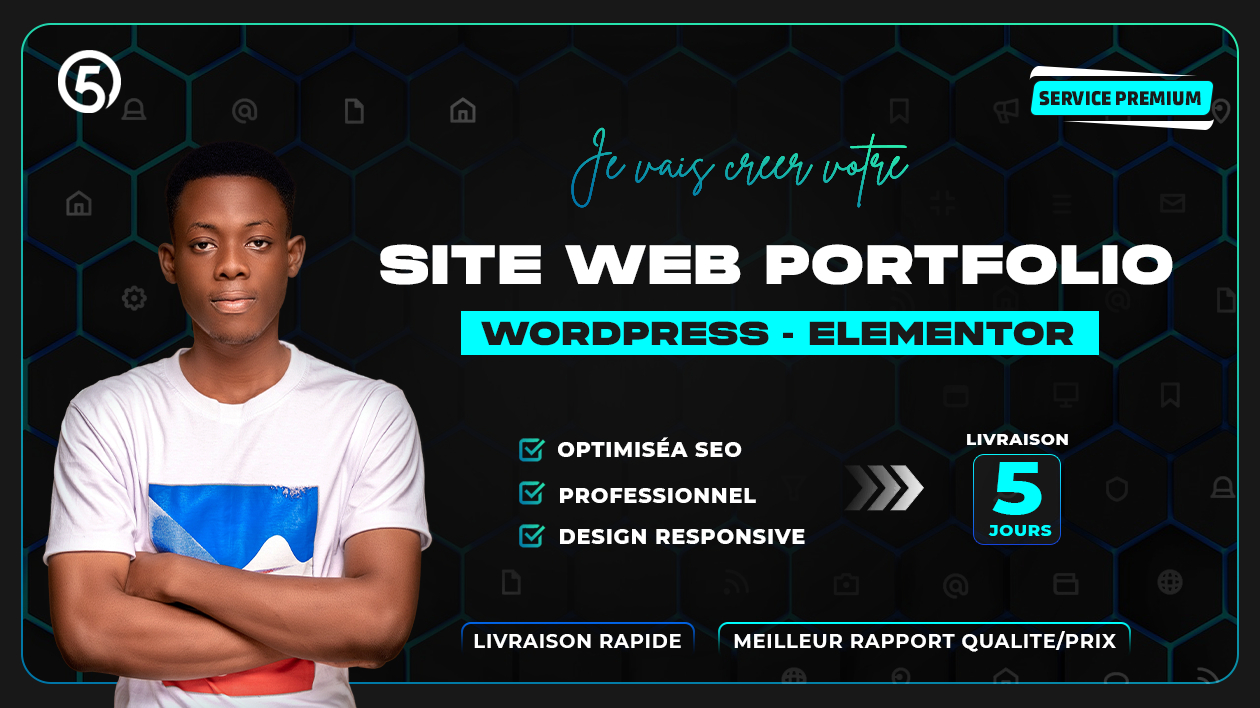 5
SERVICE PREMIUM
Je vais creer votre
SITE WEB PORTFOLIO
WORDPRESS - ELEMENTOR
OPTIMISÉA SEO
PROFESSIONNEL
DESIGN RESPONSIVE
LIVRAISON
5
JOURS
LIVRAISON RAPIDE
MEILLEUR RAPPORT QUALITE/PRIX